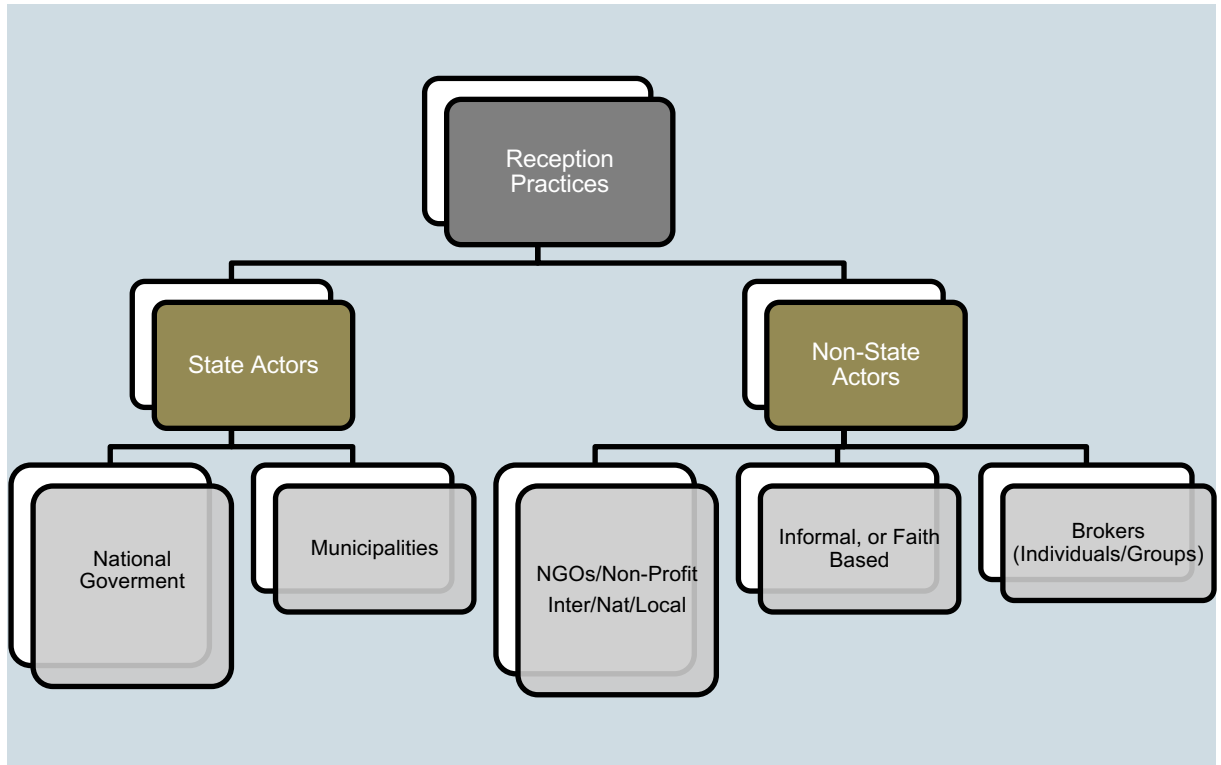 Reception
Practices
State Actors
Non-State
Actors
National
Goverment
Municipalities
NGOs/Non-Profit
Inter/Nat/Local
Informal, or Faith
Based
Brokers
(Individuals/Groups)